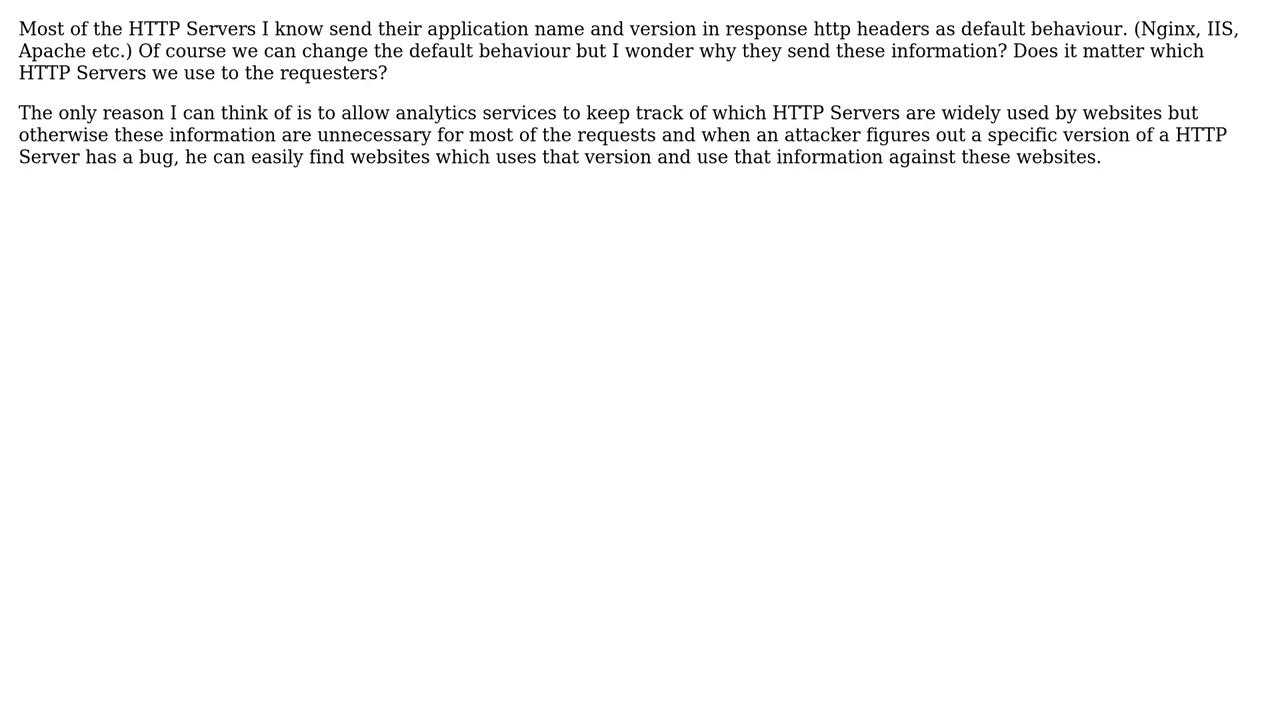 Most of the HTTP Servers I know send their application name and version in response http headers as default behaviour. (Nginx, IIS,
Apache etc.) Of course we can change the default behaviour but I wonder why they send these information? Does it matter which
HTTP Servers we use to the requesters?
The only reason I can think of is to allow analytics services to keep track of which HTTP Servers are widely used by websites but
otherwise these information are unnecessary for most of the requests and when an attacker figures out a specific version of a HTTP
Server has a bug, he can easily find websites which uses that version and use that information against these websites.